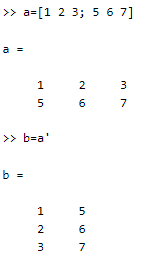 >> a=[1 2 3; 5 6 7]
a =
1 2 3
5 6 7
>> b=a'
b =
1 5
2 6
3 7